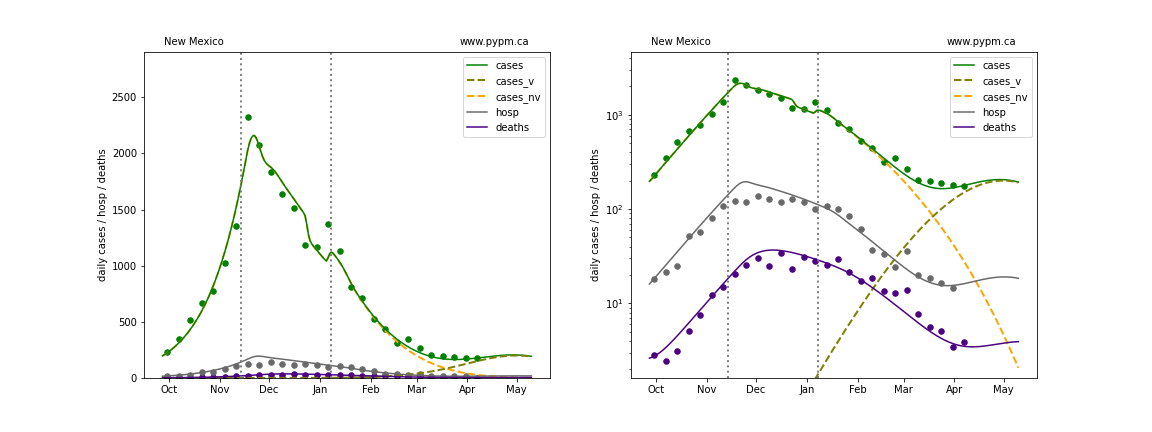 New Mexico www.pypm.ca
cases
cases_v
cases_nv
hosp
deaths
daily cases / hosp / deaths
2500
2000
1500
1000
500
0
Oct Nov Dec Jan Feb Mar Apr May
New Mexico www.pypm.ca
cases
cases_v
cases_nv
hosp
deaths
daily cases / hosp / deaths
10³
10²
10¹
Oct Nov Dec Jan Feb Mar Apr May